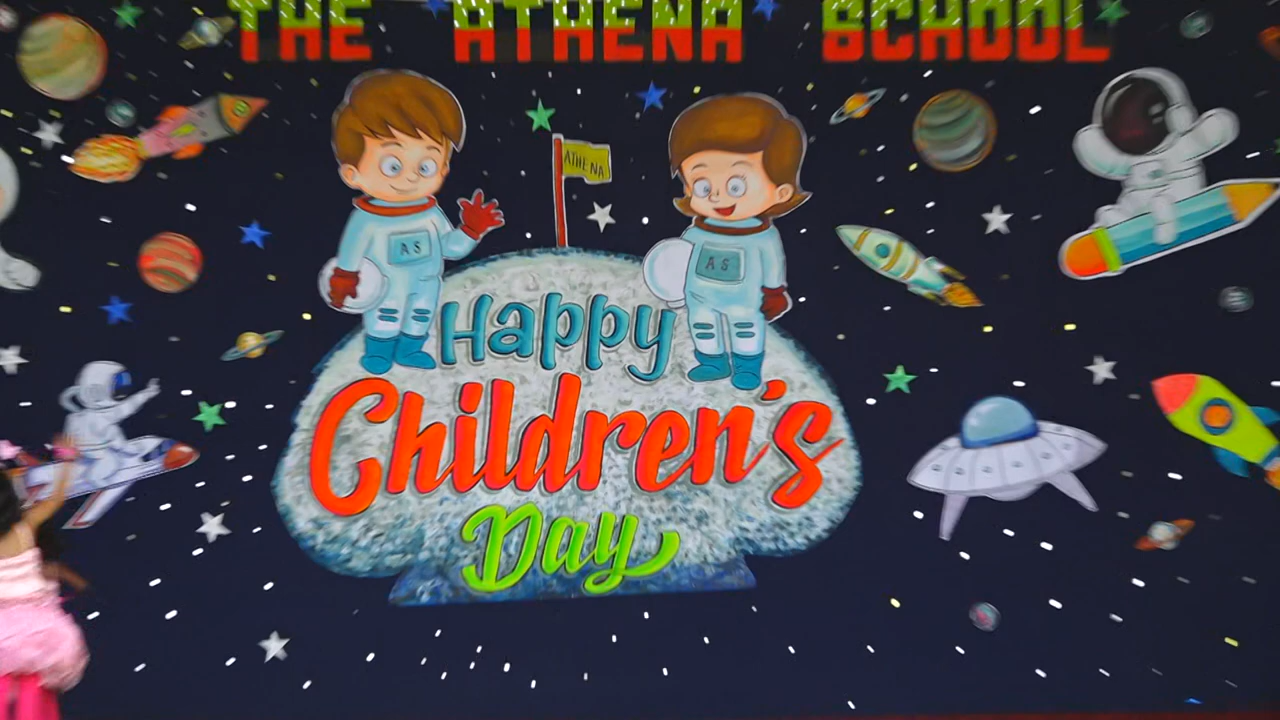 THE ATHENA SCHOOL
ATHENA
AS
AS
Happy
Children's
Day